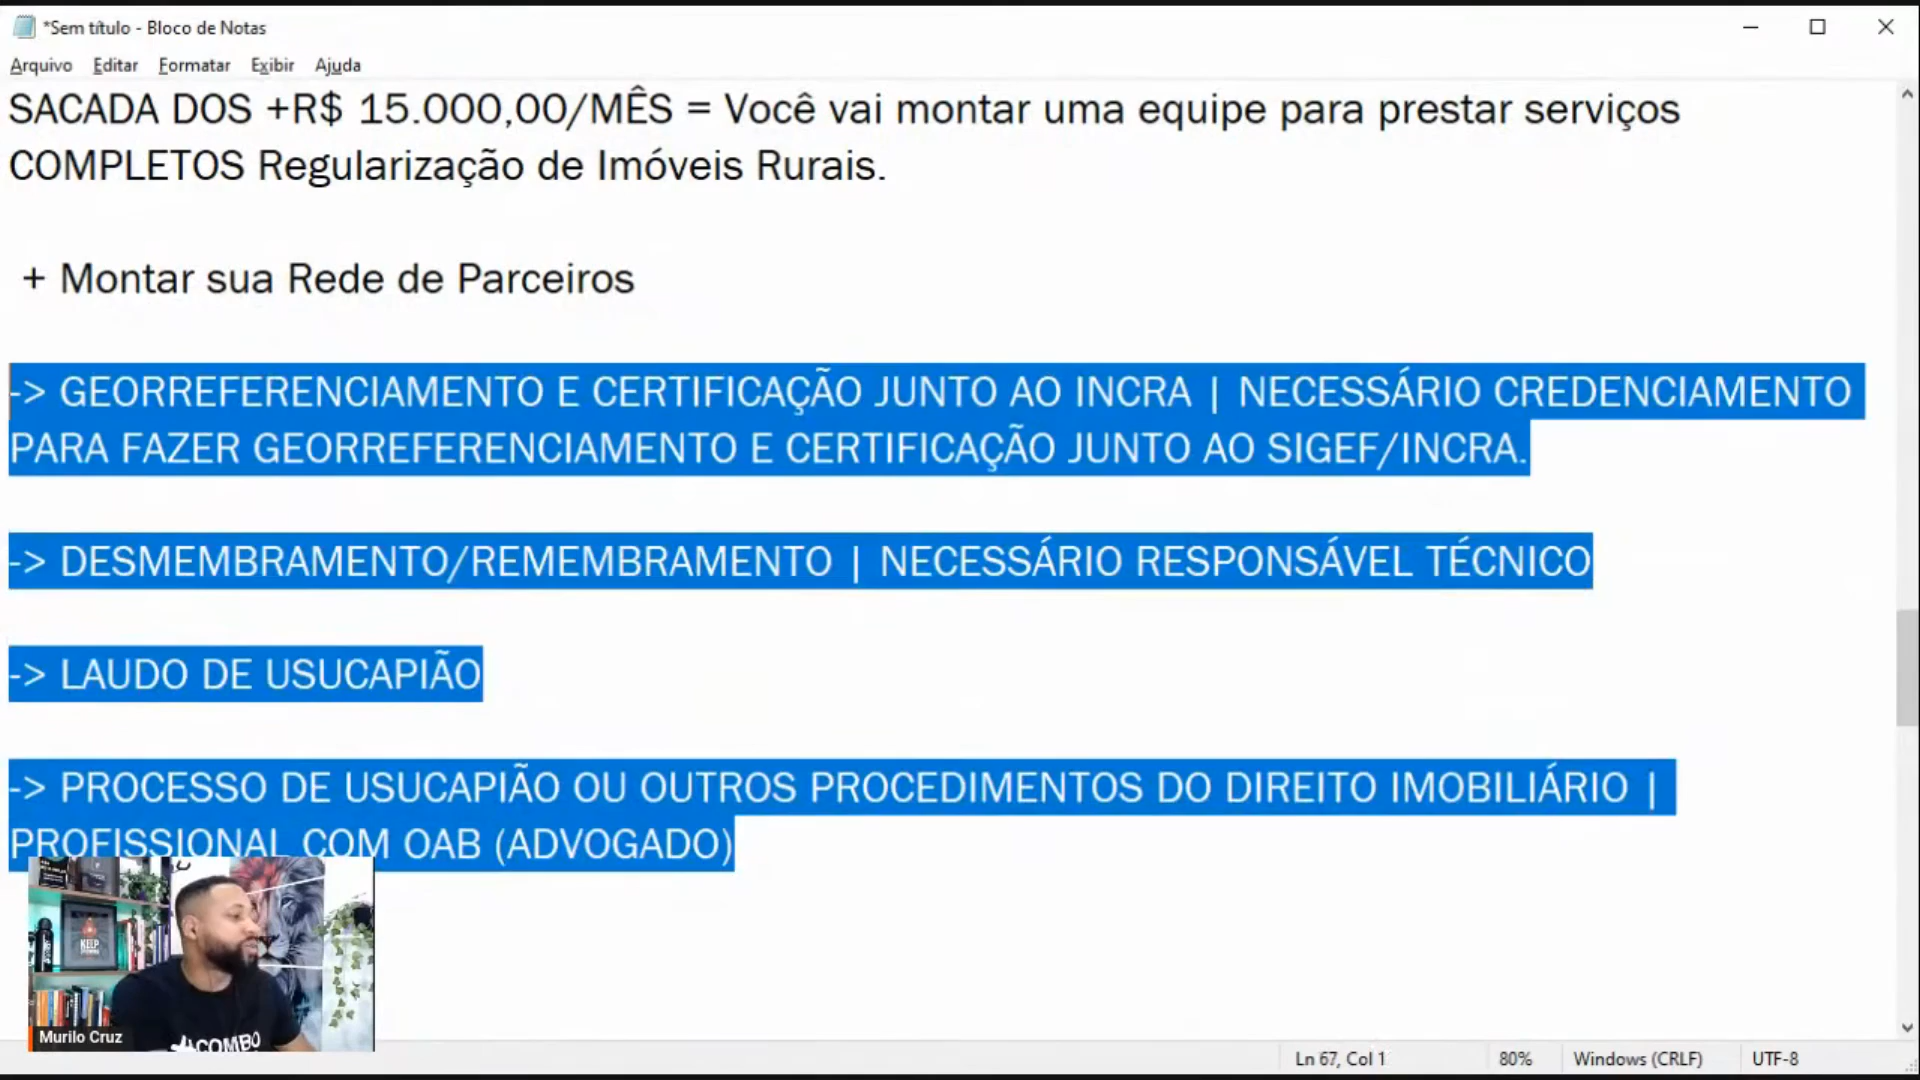 *Sem título - Bloco de Notas
Arquivo Editar Formatar Exibir Ajuda
SACADA DOS +R$ 15.000,00/MÊS = Você vai montar uma equipe para prestar serviços
COMPLETOS Regularização de Imóveis Rurais.
+ Montar sua Rede de Parceiros
-> GEORREFERENCIAMENTO E CERTIFICAÇÃO JUNTO AO INCRA | NECESSÁRIO CREDENCIAMENTO
PARA FAZER GEORREFERENCIAMENTO E CERTIFICAÇÃO JUNTO AO SIGEF/INCRA.
-> DESMEMBRAMENTO/REMEMBRAMENTO | NECESSÁRIO RESPONSÁVEL TÉCNICO
-> LAUDO DE USUCAPIÃO
-> PROCESSO DE USUCAPIÃO OU OUTROS PROCEDIMENTOS DO DIREITO IMOBILIÁRIO |
PROFISSIONAL COM OAB (ADVOGADO)
KELP
COMBO
Murilo Cruz
Ln 67, Col 1 80% Windows (CRLF) UTF-8